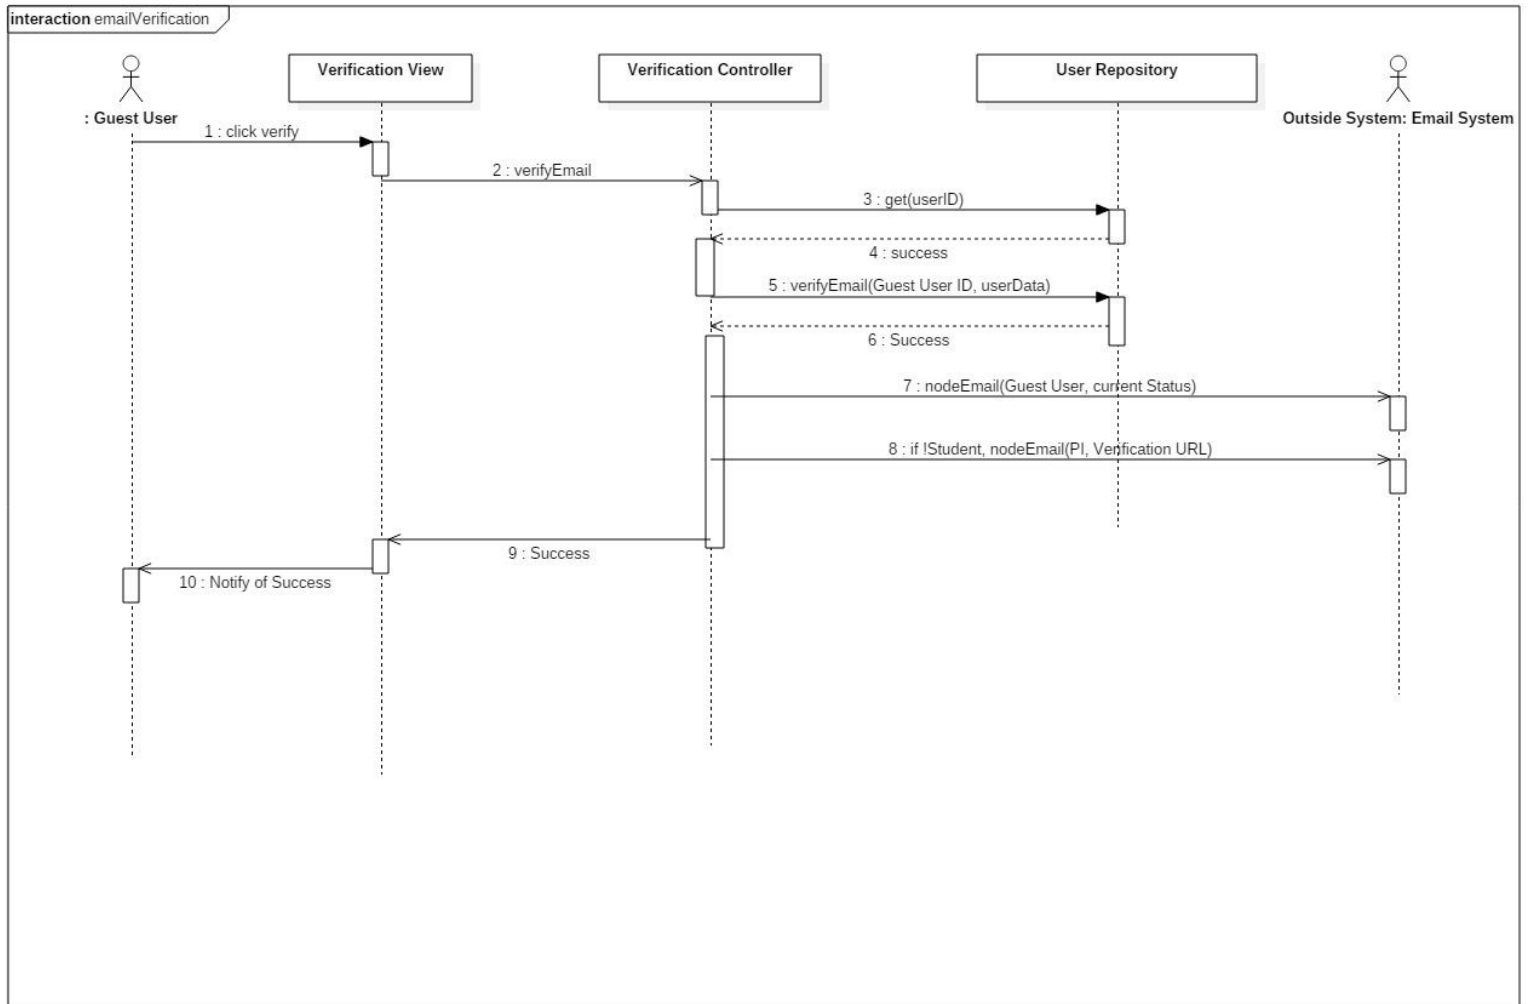 interaction emailVerification
Verification View
Verification Controller
User Repository
: Guest User
Outside System: Email System
1 : click verify
2 : verifyEmail
3 : get(userID)
4 : success
5 : verifyEmail(Guest User ID, userData)
6 : Success
7 : nodeEmail(Guest User, current Status)
8 : if !Student, nodeEmail(PI, Verification URL)
9 : Success
10 : Notify of Success